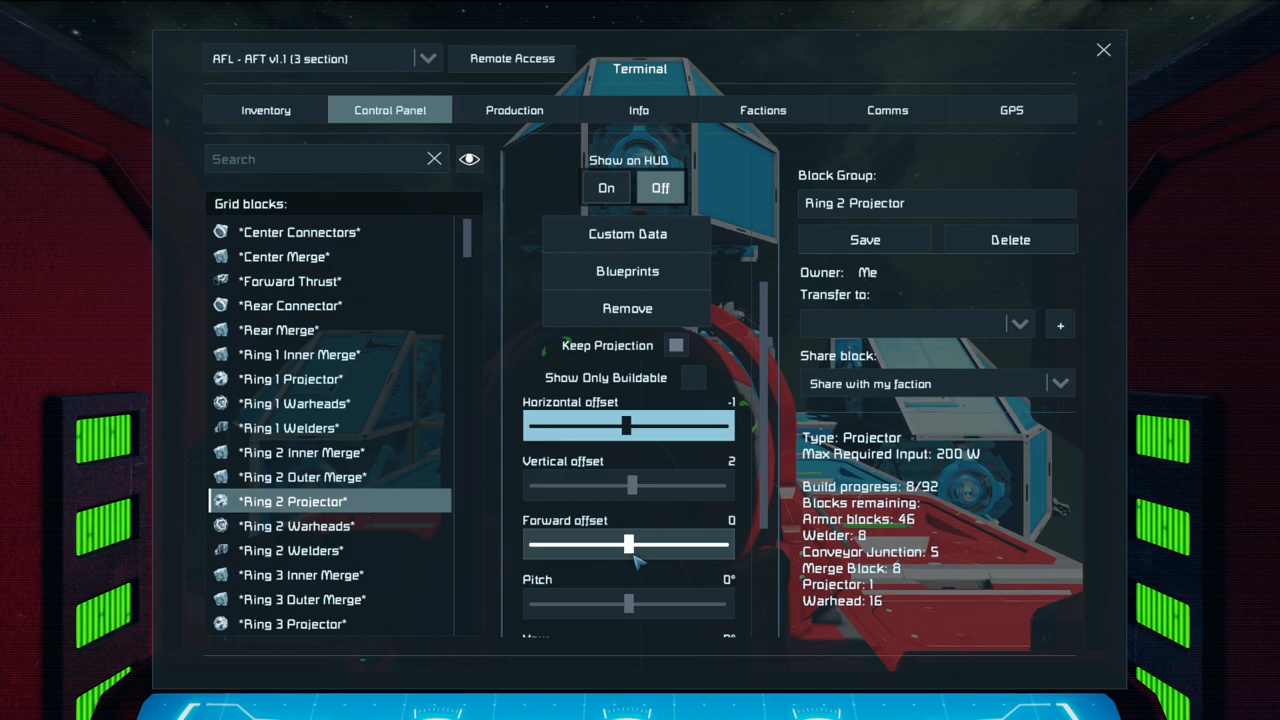 AFL - AFT v1.1 (3 section)
Remote Access
Terminal
Inventory
Control Panel
Production
Info
Factions
Comms
GPS
Search
Grid blocks:
*Center Connectors*
*Center Merge*
*Forward Thrust*
*Rear Connector*
*Rear Merge*
*Ring 1 Inner Merge*
*Ring 1 Projector*
*Ring 1 Warheads*
*Ring 1 Welders*
*Ring 2 Inner Merge*
*Ring 2 Outer Merge*
*Ring 2 Projector*
*Ring 2 Warheads*
*Ring 2 Welders*
*Ring 3 Inner Merge*
*Ring 3 Outer Merge*
*Ring 3 Projector*
Show on HUD
On
Off
Custom Data
Blueprints
Remove
Keep Projection
Show Only Buildable
Horizontal offset -1
Vertical offset 2
Forward offset 0
Pitch 0°
Block Group:
Ring 2 Projector
Save
Delete
Owner: Me
Transfer to:
+
Share block:
Share with my faction
Type: Projector
Max Required Input: 200 W
Build progress: 8/92
Blocks remaining:
Armor blocks: 46
Welder: 8
Conveyor Junction: 5
Merge Block: 8
Projector: 1
Warhead: 16